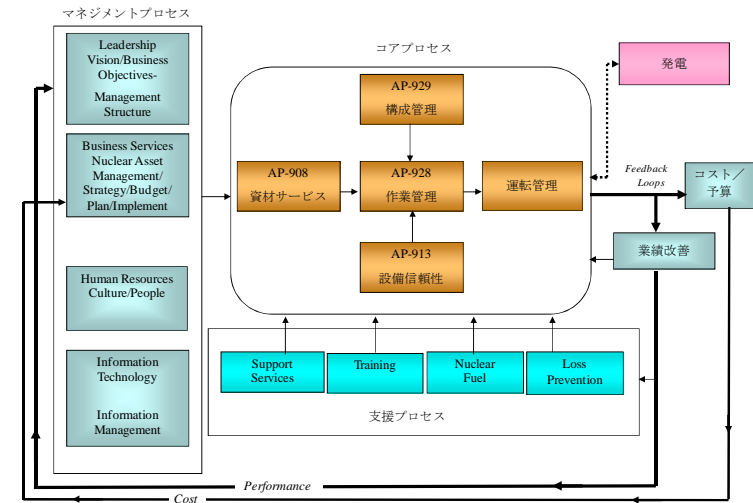 マネジメントプロセス
Leadership
Vision/Business
Objectives-
Management
Structure
Business Services
Nuclear Asset
Management/
Strategy/Budget/
Plan/Implement
Human Resources
Culture/People
Information
Technology
Information
Management
コアプロセス
AP-929
構成管理
AP-908
資材サービス
AP-928
作業管理
運転管理
AP-913
設備信頼性
発電
Feedback
Loops
コスト／
予算
業績改善
Support
Services
Training
Nuclear
Fuel
Loss
Prevention
支援プロセス
Performance
Cost